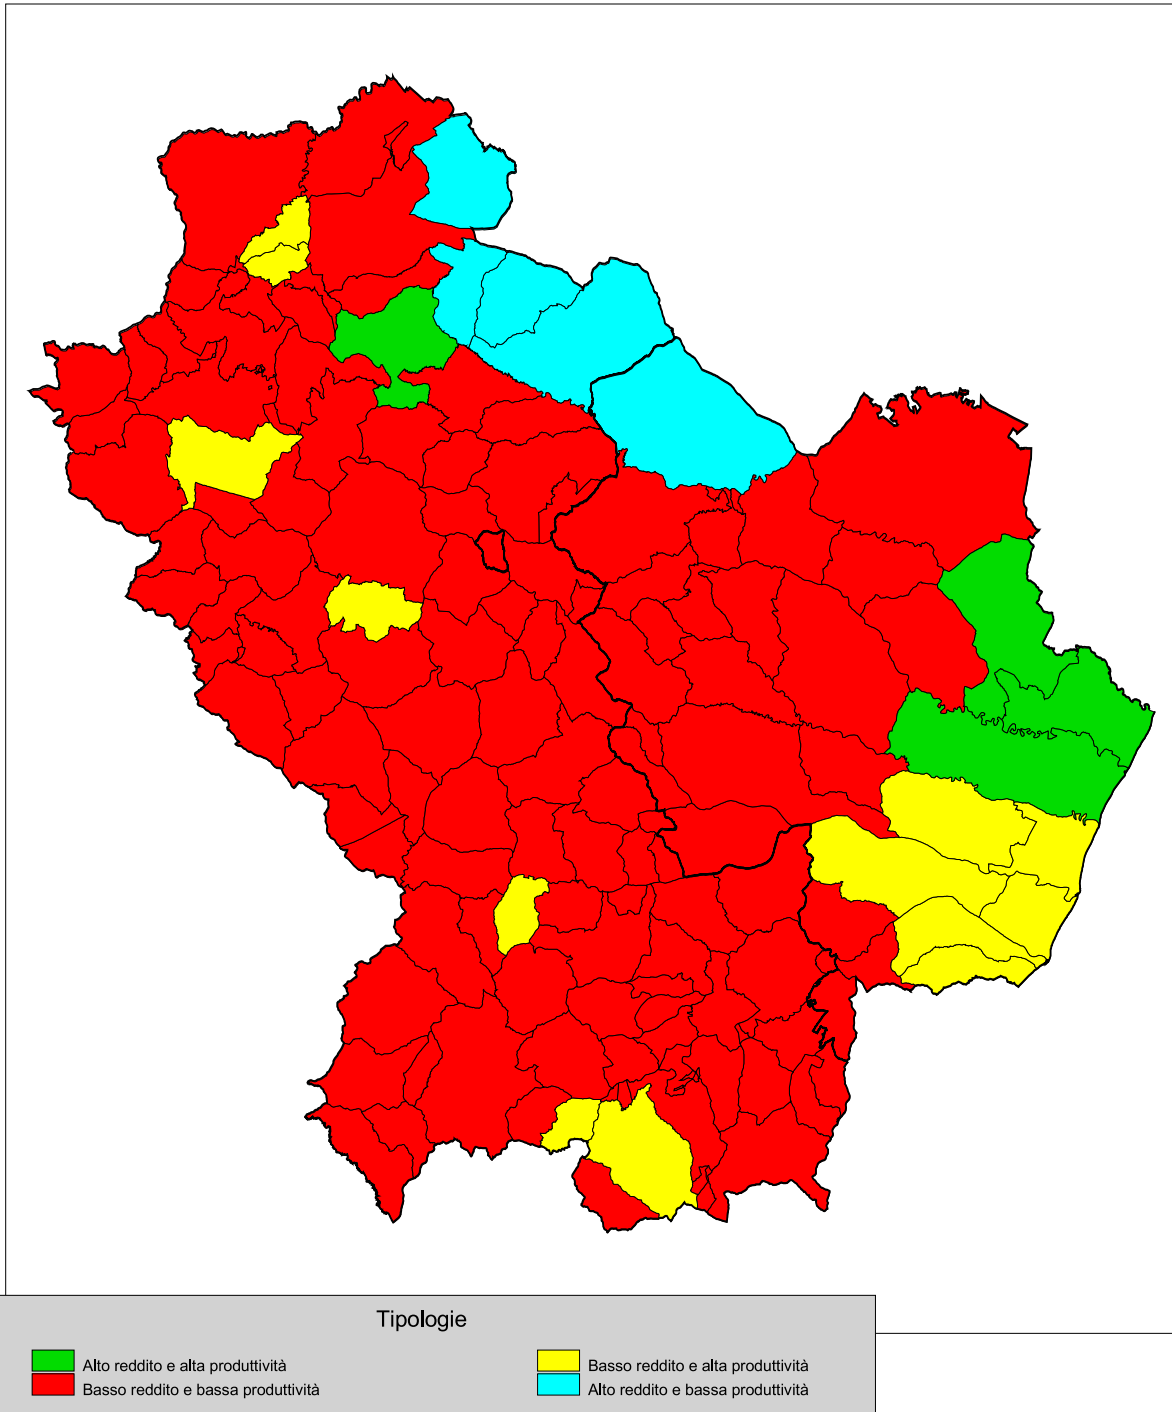 Tipologie
Alto reddito e alta produttività
Basso reddito e bassa produttività
Basso reddito e alta produttività
Alto reddito e bassa produttività